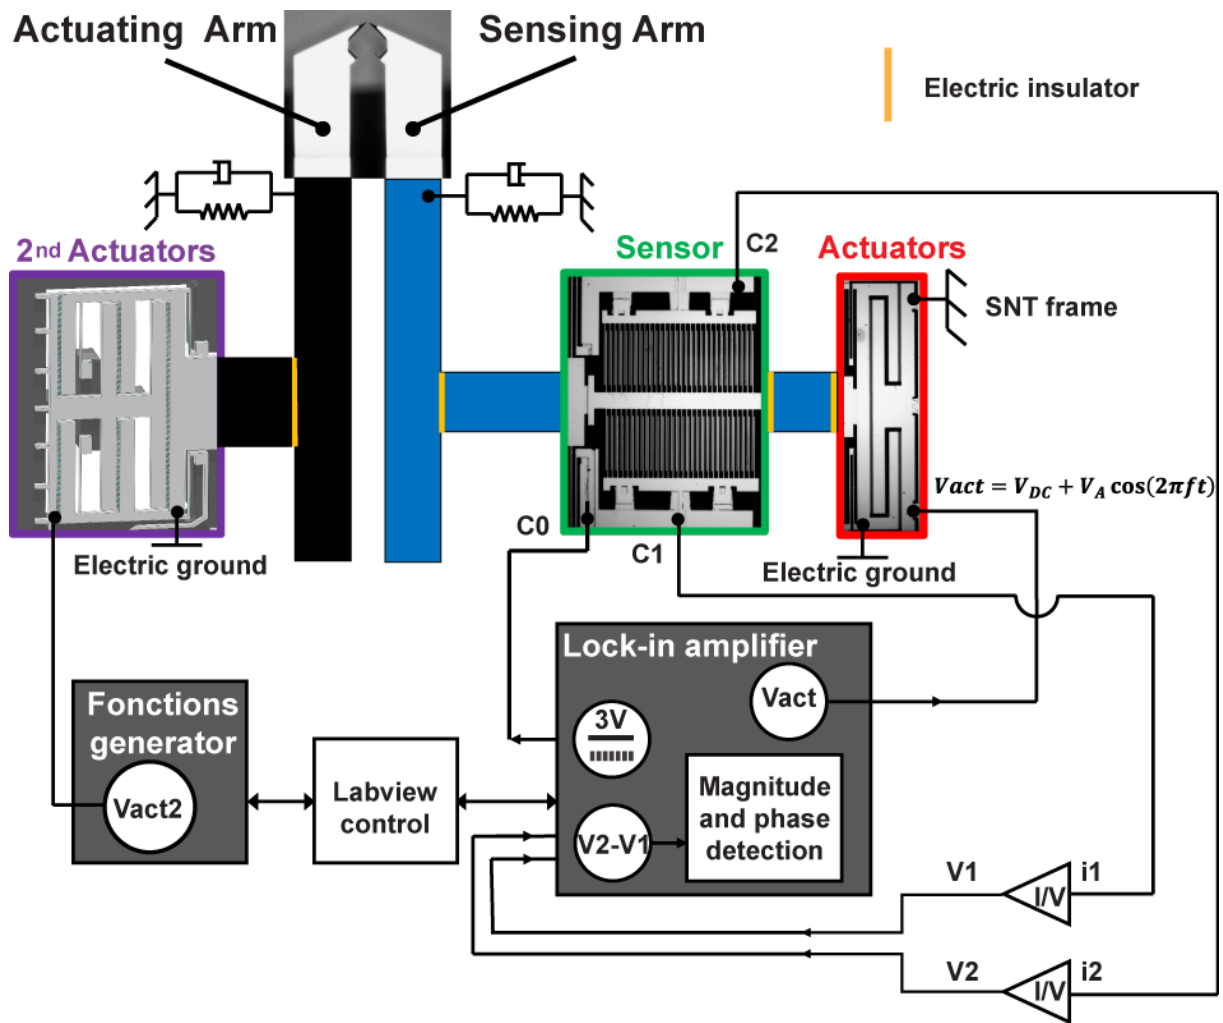 Actuating Arm
Sensing Arm
Electric insulator
2nd Actuators
Sensor
C2
Actuators
SNT frame
Vact = V_DC + V_A cos(2πft)
C0
C1
Electric ground
Electric ground
Lock-in amplifier
Vact
3V
Fonctions
generator
Vact2
Labview
control
Magnitude
and phase
detection
V2-V1
V1
I/V
i1
V2
I/V
i2